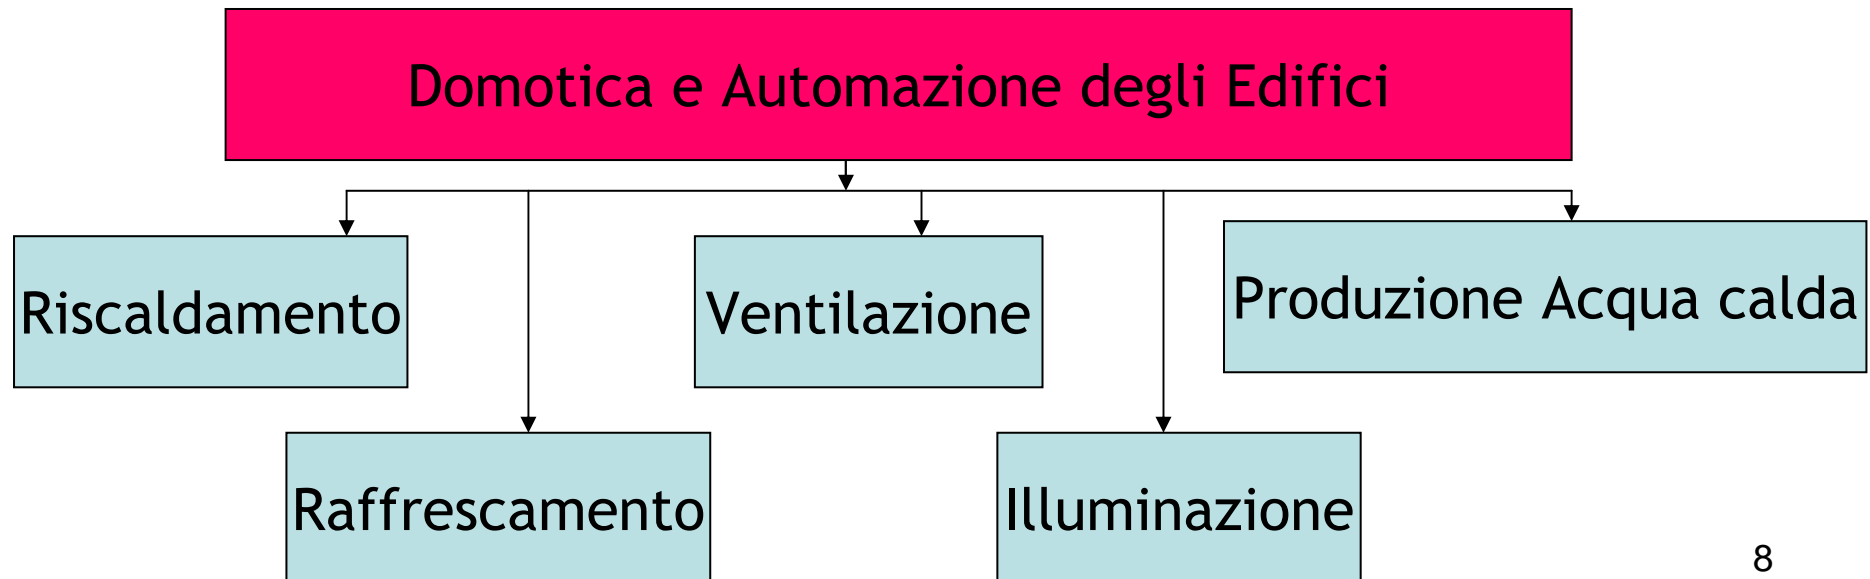 Domotica e Automazione degli Edifici
Riscaldamento
Ventilazione
Produzione Acqua calda
Raffrescamento
Illuminazione
8